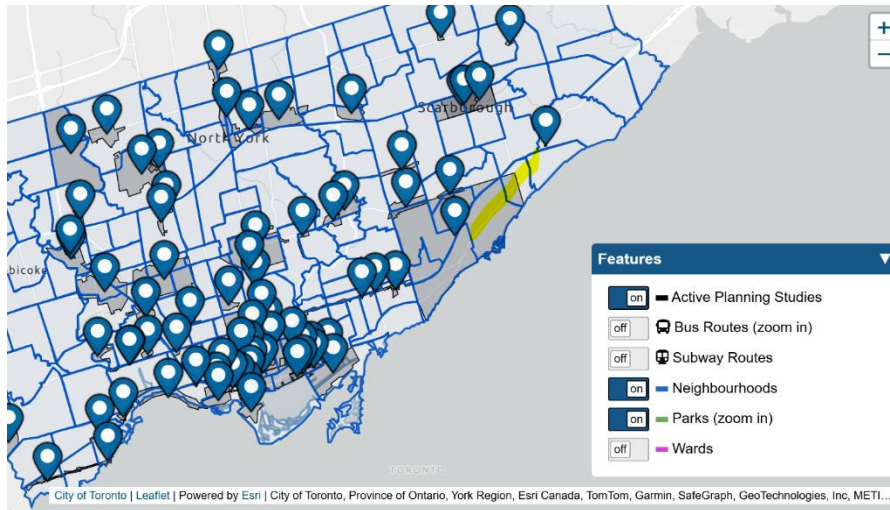 +
Scarborough
−
North York
bicoke
Features
on Active Planning Studies
off Bus Routes (zoom in)
off Subway Routes
on Neighbourhoods
on Parks (zoom in)
off Wards
TORONTO
City of Toronto | Leaflet | Powered by Esri | City of Toronto, Province of Ontario, York Region, Esri Canada, TomTom, Garmin, SafeGraph, GeoTechnologies, Inc, METI...